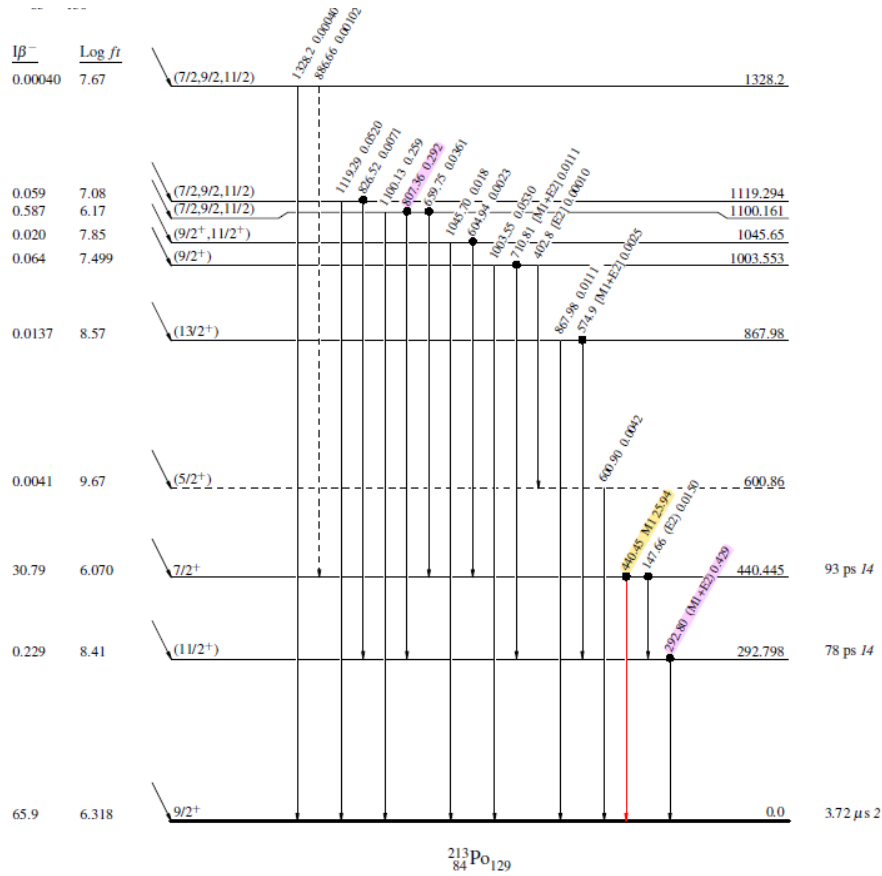 Iβ⁻ Log ft
1328.2 0.00040
886.66 0.00102
0.00040 7.67 (7/2,9/2,11/2) 1328.2
1119.29 0.0520
826.52 0.0071
1100.13 0.259
807.36 0.292
659.75 0.0361
1045.70 0.018
604.94 0.0023
1003.55 0.0530
710.81 [M1+E2] 0.0111
402.8 [E2] 0.00010
0.059 7.08 (7/2,9/2,11/2) 1119.294
0.587 6.17 (7/2,9/2,11/2) 1100.161
0.020 7.85 (9/2⁺,11/2⁺) 1045.65
0.064 7.499 (9/2⁺) 1003.553
867.98 0.0111
574.9 [M1+E2] 0.0025
0.0137 8.57 (13/2⁺) 867.98
600.90 0.0042
0.0041 9.67 (5/2⁺) 600.86
440.45 M1 25.94
147.66 (E2) 0.0150
30.79 6.070 7/2⁺ 440.445 93 ps 14
292.80 (M1+E2) 0.429
0.229 8.41 (11/2⁺) 292.798 78 ps 14
65.9 6.318 9/2⁺ 0.0 3.72 μs 2
²¹³₈₄Po₁₂₉